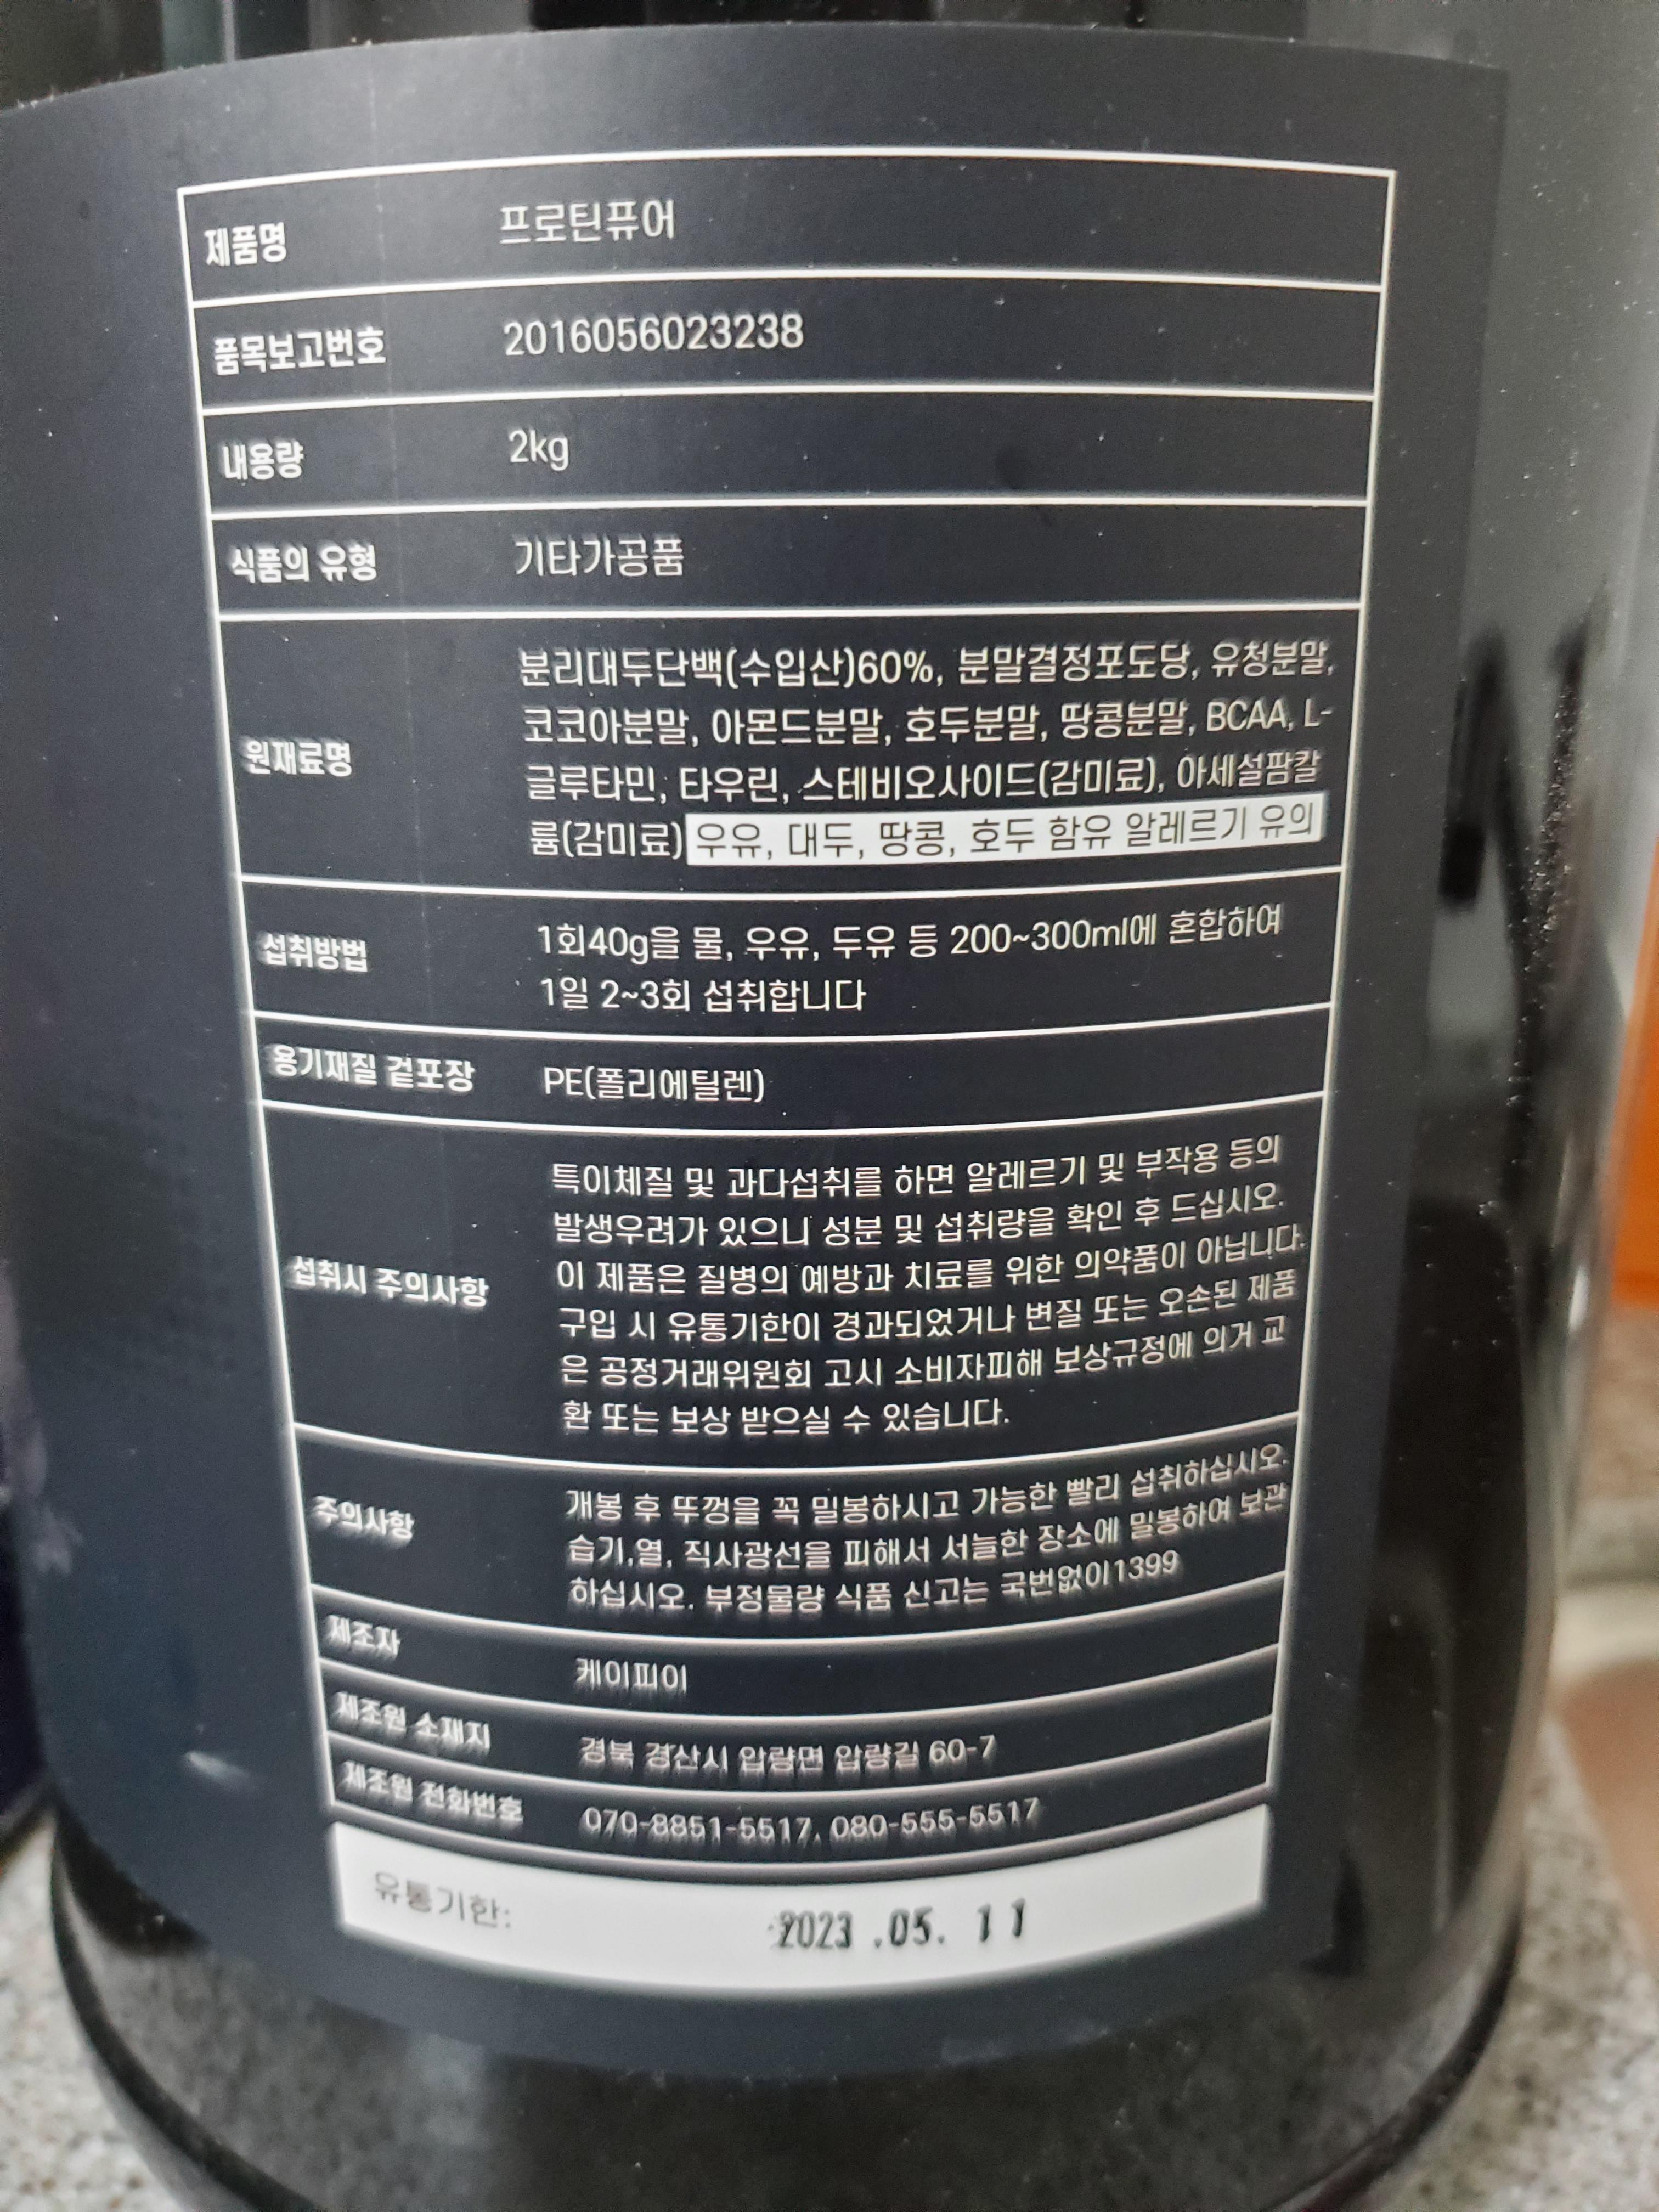 제품명 프로틴퓨어
품목보고번호 2016056023238
내용량 2kg
식품의 유형 기타가공품
원재료명
분리대두단백(수입산)60%, 분말결정포도당, 유청분말,
코코아분말, 아몬드분말, 호두분말, 땅콩분말, BCAA, L-
글루타민, 타우린, 스테비오사이드(감미료), 아세설팜칼
륨(감미료) 우유, 대두, 땅콩, 호두 함유 알레르기 유의
섭취방법
1회40g을 물, 우유, 두유 등 200~300ml에 혼합하여
1일 2~3회 섭취합니다
용기재질 겉포장 PE(폴리에틸렌)
섭취시 주의사항
특이체질 및 과다섭취를 하면 알레르기 및 부작용 등의
발생우려가 있으니 성분 및 섭취량을 확인 후 드십시오.
이 제품은 질병의 예방과 치료를 위한 의약품이 아닙니다.
구입 시 유통기한이 경과되었거나 변질 또는 오손된 제품
은 공정거래위원회 고시 소비자피해 보상규정에 의거 교
환 또는 보상 받으실 수 있습니다.
주의사항
개봉 후 뚜껑을 꼭 밀봉하시고 가능한 빨리 섭취하십시오.
습기,열, 직사광선을 피해서 서늘한 장소에 밀봉하여 보관
하십시오. 부정물량 식품 신고는 국번없이1399
제조자 케이피이
제조원 소재지 경북 경산시 압량면 압량길 60-7
제조원 전화번호 070-8851-5517, 080-555-5517
유통기한: 2023.05.11